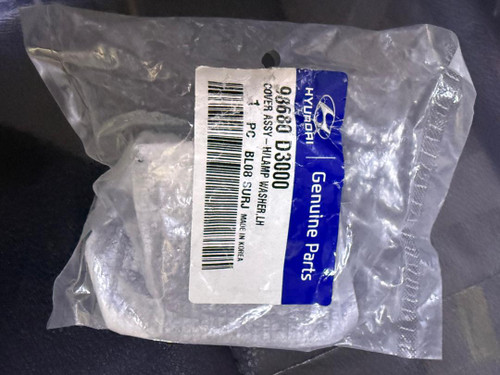 HYUNDAI
Genuine Parts
98680 D3000
COVER ASSY-H/LAMP WASHER,LH
1 PC BL08 SURJ MADE IN KOREA